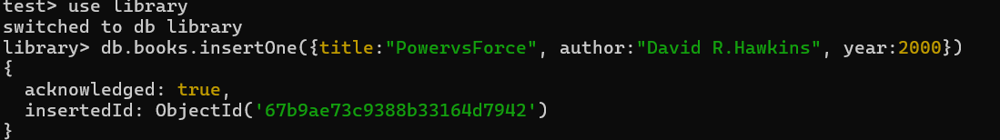 test> use library
switched to db library
library> db.books.insertOne({title:"PowervsForce", author:"David R.Hawkins", year:2000})
{
  acknowledged: true,
  insertedId: ObjectId('67b9ae73c9388b33164d7942')
}